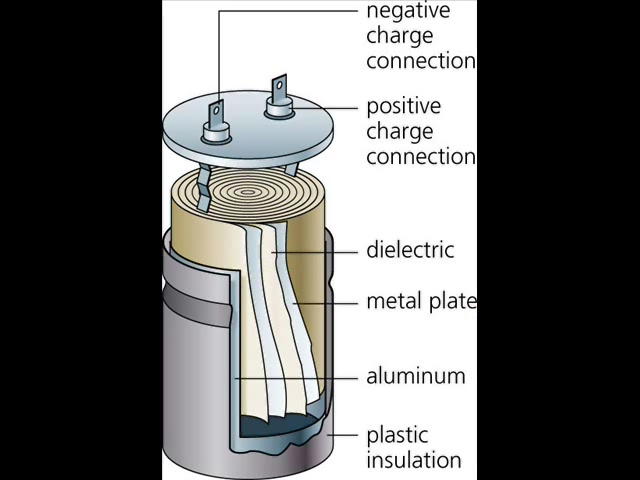 negative
charge
connection
positive
charge
connection
dielectric
metal plate
aluminum
plastic
insulation